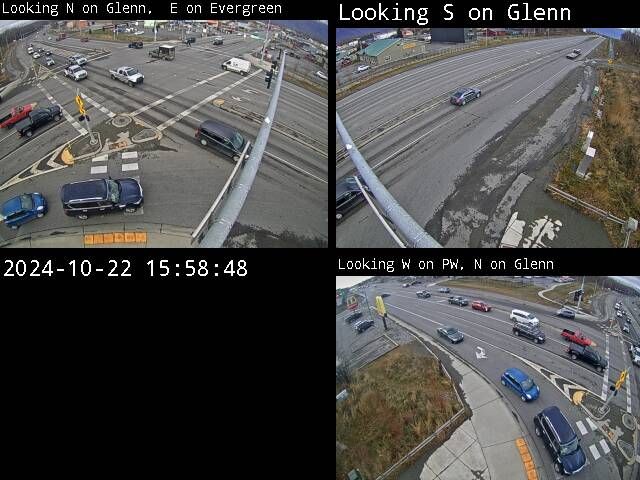 Looking N on Glenn,  E on Evergreen
Looking S on Glenn
2024-10-22 15:58:48
Looking W on PW, N on Glenn